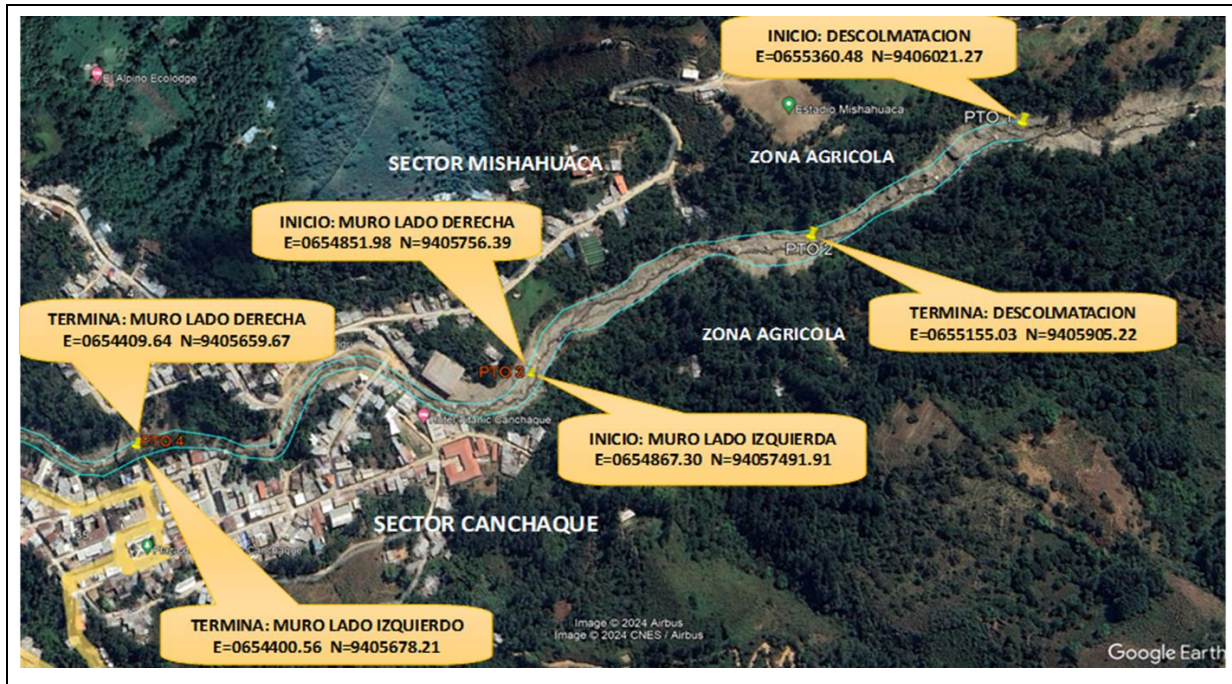 INICIO: DESCOLMATACION
E=0655360.48 N=9406021.27
El Alpino Ecolodge
Estadio Mishahuaca
PTO 1
SECTOR MISHAHUACA
ZONA AGRICOLA
INICIO: MURO LADO DERECHA
E=0654851.98 N=9405756.39
PTO 2
TERMINA: MURO LADO DERECHA
E=0654409.64 N=9405659.67
TERMINA: DESCOLMATACION
E=0655155.03 N=9405905.22
ZONA AGRICOLA
PTO 3
Canchaque
PTO 4
INICIO: MURO LADO IZQUIERDA
E=0654867.30 N=94057491.91
SECTOR CANCHAQUE
Canchaque
TERMINA: MURO LADO IZQUIERDO
E=0654400.56 N=9405678.21
Image © 2024 Airbus
Image © 2024 CNES / Airbus
Google Earth